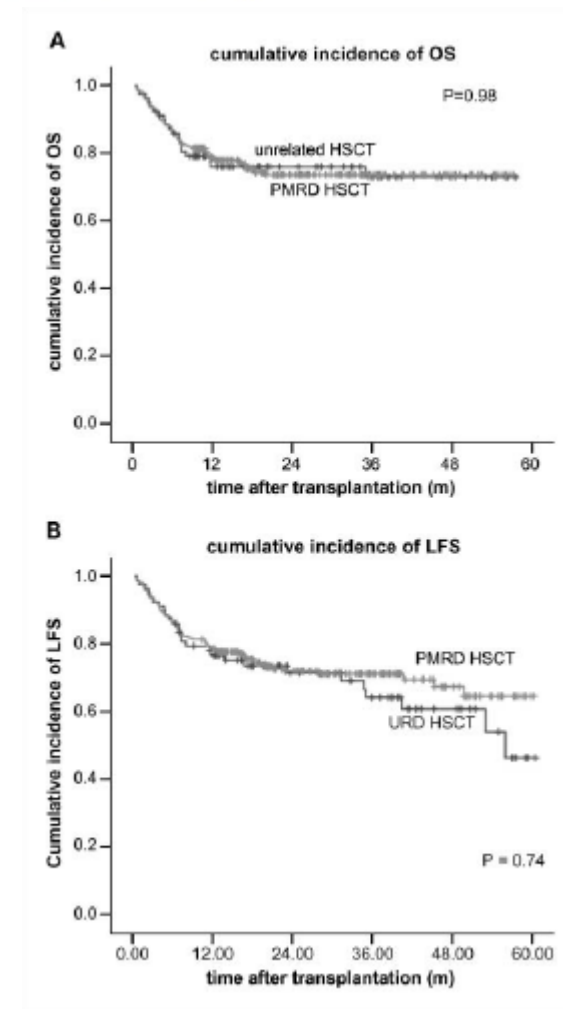 A
cumulative incidence of OS
P=0.98
unrelated HSCT
PMRD HSCT
cumulative incidence of OS
1.0
0.8
0.6
0.4
0.2
0.0
0 12 24 36 48 60
time after transplantation (m)
B
cumulative incidence of LFS
PMRD HSCT
URD HSCT
P = 0.74
Cumulative incidence of LFS
1.0
0.8
0.6
0.4
0.2
0.0
0.00 12.00 24.00 36.00 48.00 60.00
time after transplantation (m)